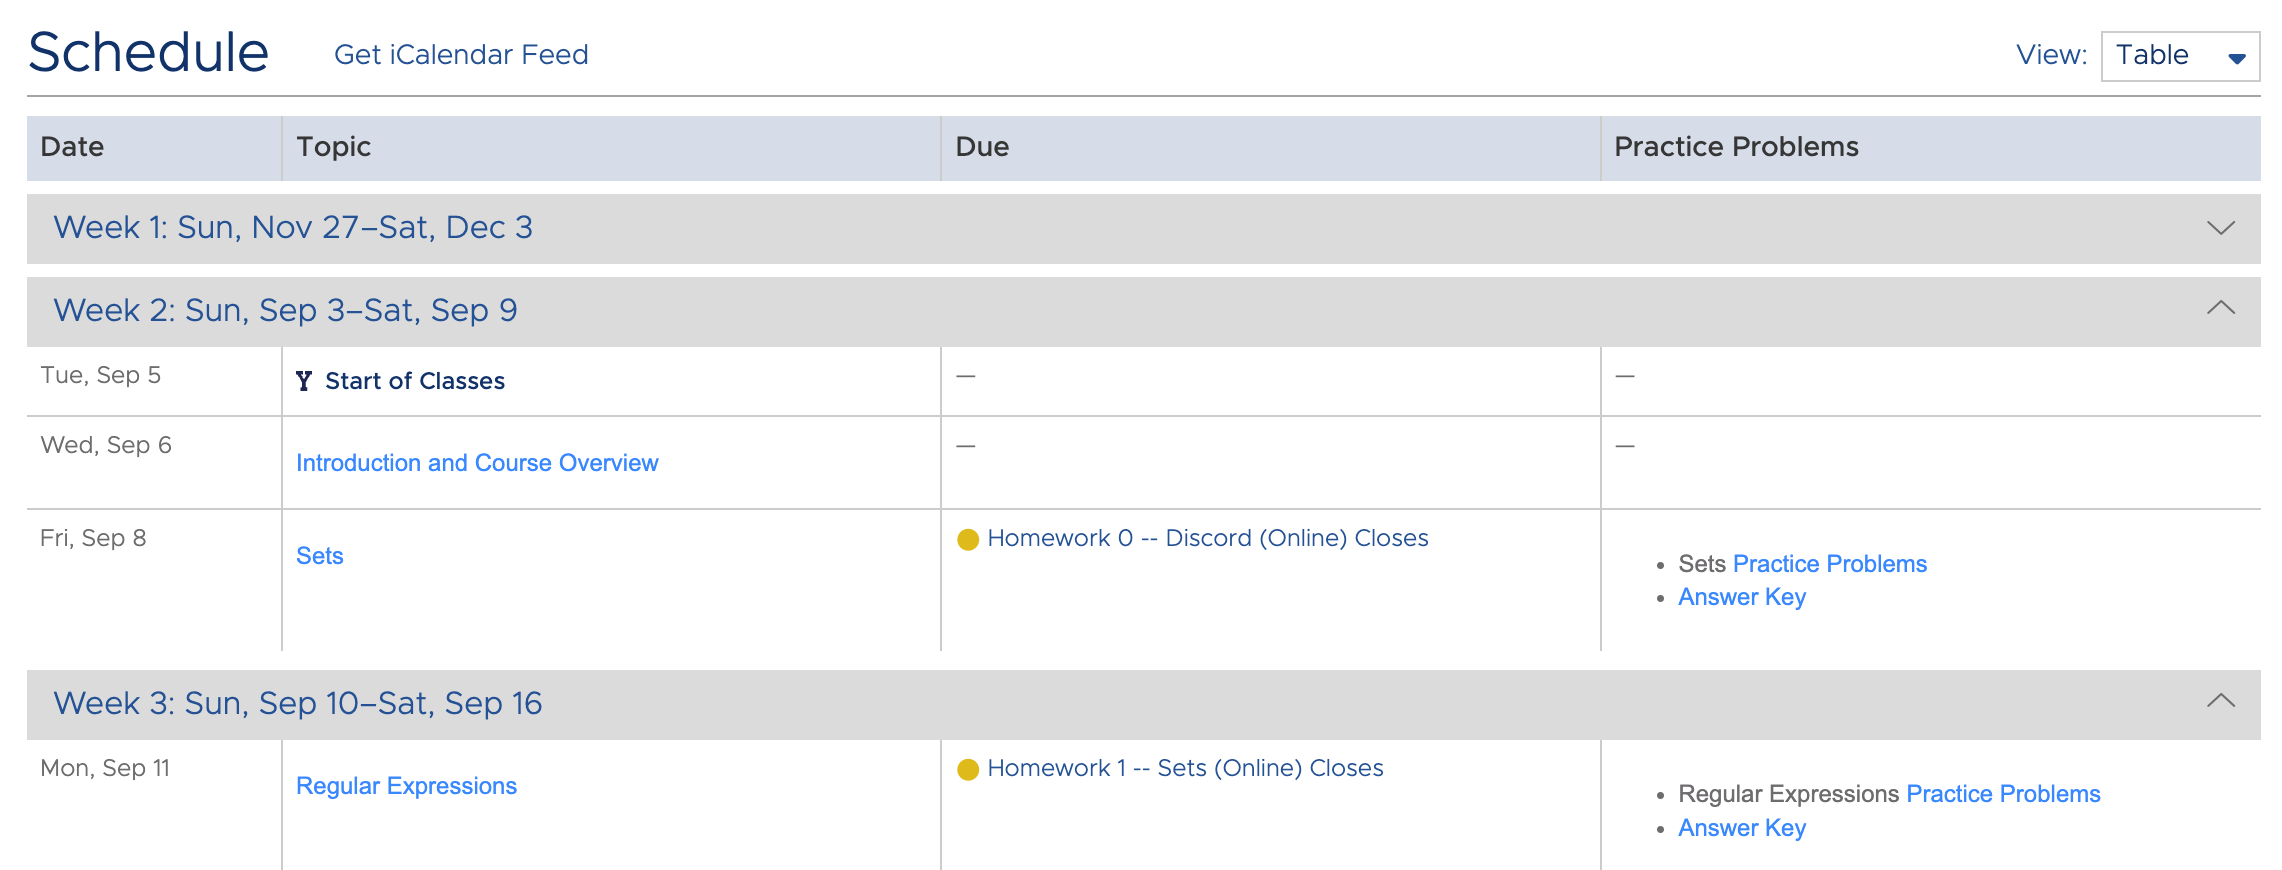 Schedule Get iCalendar Feed View: Table
Date Topic Due Practice Problems
Week 1: Sun, Nov 27–Sat, Dec 3
Week 2: Sun, Sep 3–Sat, Sep 9
Tue, Sep 5 Start of Classes — —
Wed, Sep 6 — —
Introduction and Course Overview
Fri, Sep 8 Homework 0 -- Discord (Online) Closes
Sets
• Sets Practice Problems
• Answer Key
Week 3: Sun, Sep 10–Sat, Sep 16
Mon, Sep 11 Homework 1 -- Sets (Online) Closes
Regular Expressions
• Regular Expressions Practice Problems
• Answer Key